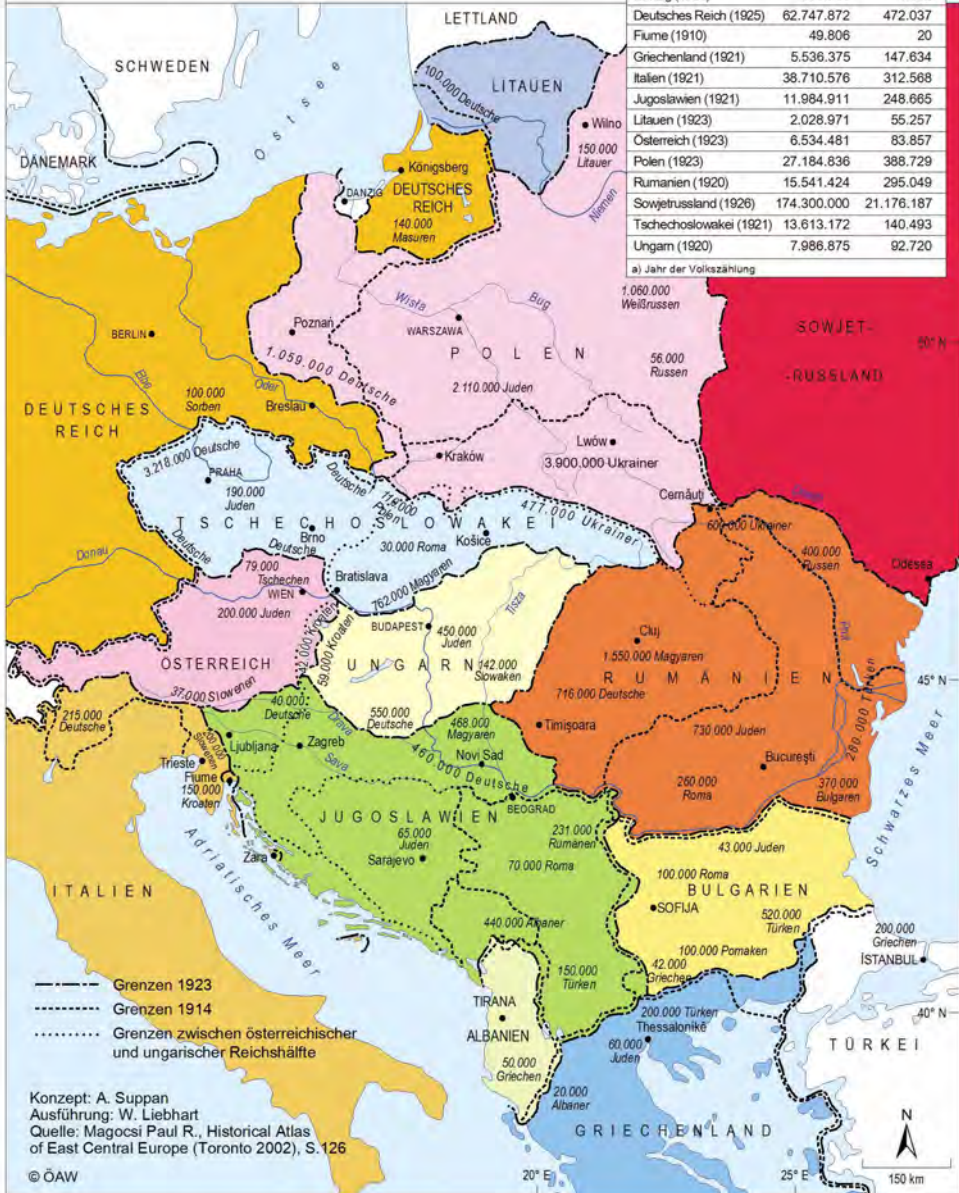 LETTLAND
Deutsches Reich (1925) 62.747.872 472.037
Fiume (1910) 49.806 20
Griechenland (1921) 5.536.375 147.634
Italien (1921) 38.710.576 312.568
Jugoslawien (1921) 11.984.911 248.665
Litauen (1923) 2.028.971 55.257
Österreich (1923) 6.534.481 83.857
Polen (1923) 27.184.836 388.729
Rumanien (1920) 15.541.424 295.049
Sowjetrussland (1926) 174.300.000 21.176.187
Tschechoslowakei (1921) 13.613.172 140.493
Ungarn (1920) 7.986.875 92.720
a) Jahr der Volkszählung
SCHWEDEN
Ostsee
DÄNEMARK
100.000 Deutsche
LITAUEN
Wilno
150.000
Litauer
Niemen
Königsberg
DANZIG
DEUTSCHES
REICH
140.000
Masuren
1.060.000
Weißrussen
Wisła
Bug
Poznań
WARSZAWA
POLEN
56.000
Russen
SOWJET-
-RUSSLAND
50° N
BERLIN
Elbe
Oder
1.059.000 Deutsche
2.110.000 Juden
100.000
Sorben
Breslau
DEUTSCHES
REICH
Kraków
Lwów
3.900.000 Ukrainer
Cernăuți
3.218.000 Deutsche
PRAHA
190.000
Juden
Deutsche
110.000
Polen
477.000 Ukrainer
TSCHECHOSLOWAKEI
Brno
Deutsche
Deutsche
30.000 Roma
Košice
600.000 Ukrainer
400.000
Russen
Odessa
Donau
79.000
Tschechen
WIEN
Bratislava
762.000 Magyaren
200.000 Juden
ÖSTERREICH
42.000 Kroaten
59.000 Kroaten
BUDAPEST
Tisza
450.000
Juden
UNGARN
142.000
Slowaken
550.000
Deutsche
Cluj
1.550.000 Magyaren
RUMÄNIEN
Prut
716.000 Deutsche
45° N
37.000 Slowenen
215.000
Deutsche
40.000
Deutsche
Drava
468.000
Magyaren
Timişoara
730.000 Juden
280.000 Türken
200.000
Slowenen
Ljubljana
Zagreb
Sava
Novi Sad
460.000 Deutsche
Bucureşti
Trieste
Fiume
150.000
Kroaten
BEOGRAD
260.000
Roma
370.000
Bulgaren
Schwarzes Meer
JUGOSLAWIEN
65.000
Juden
231.000
Rumänen
43.000 Juden
Zara
Sarajevo
70.000 Roma
100.000 Roma
BULGARIEN
SOFIJA
Adriatisches Meer
ITALIEN
440.000 Albaner
520.000
Türken
100.000 Pomaken
200.000
Griechen
İSTANBUL
150.000
Türken
42.000
Griechen
TIRANA
ALBANIEN
200.000 Türken
Thessaloniké
40° N
60.000
Juden
TÜRKEI
50.000
Griechen
20.000
Albaner
GRIECHENLAND
Grenzen 1923
Grenzen 1914
Grenzen zwischen österreichischer
und ungarischer Reichshälfte
Konzept: A. Suppan
Ausführung: W. Liebhart
Quelle: Magocsi Paul R., Historical Atlas
of East Central Europe (Toronto 2002), S.126
© ÖAW
20° E
25° E
N
150 km